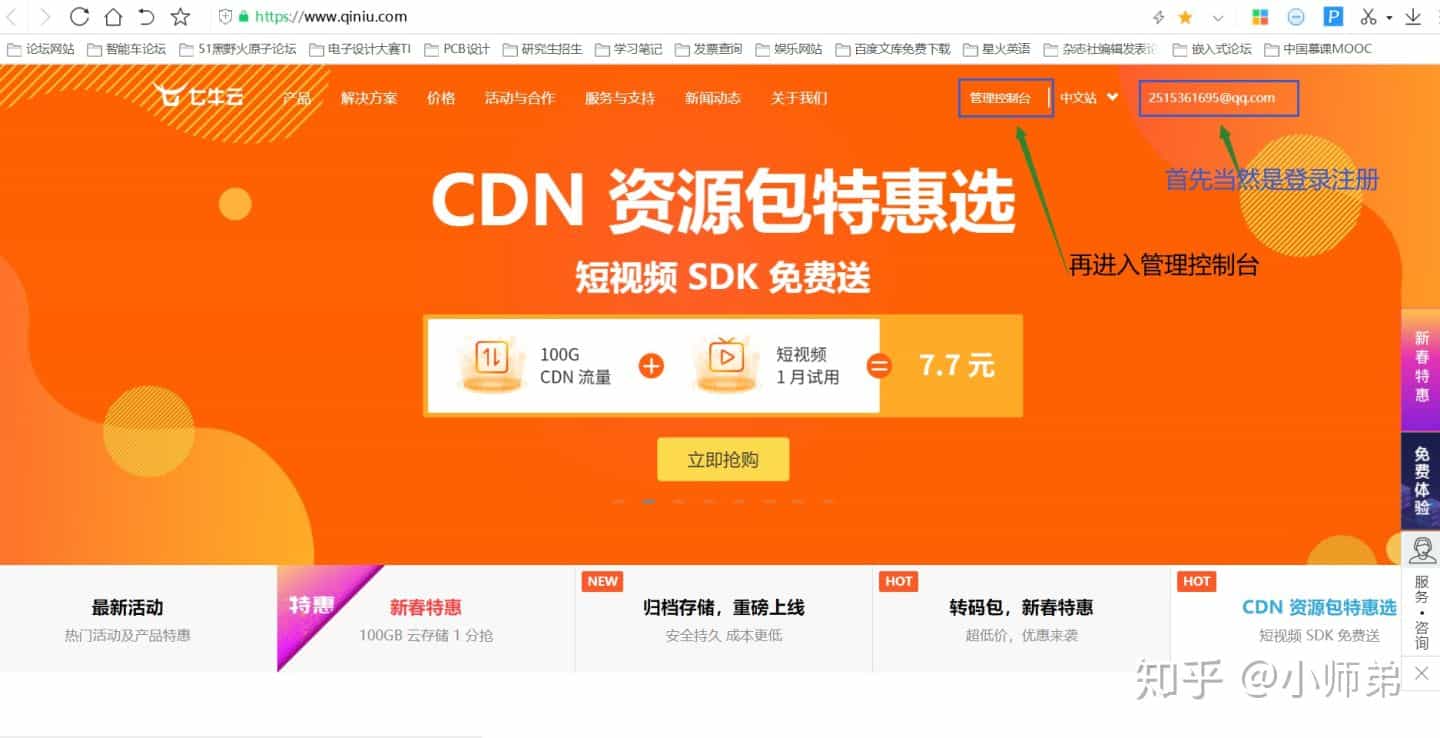 https://www.qiniu.com
论坛网站 智能车论坛 51黑野火原子论坛 电子设计大赛TI PCB设计 研究生招生 学习笔记 发票查询 娱乐网站 百度文库免费下载 星火英语 杂志社编辑发表论 嵌入式论坛 中国慕课MOOC
七牛云 产品 解决方案 价格 活动与合作 服务与支持 新闻动态 关于我们 管理控制台 中文站 2515361695@qq.com
首先当然是登录注册
CDN 资源包特惠选
再进入管理控制台
短视频 SDK 免费送
100G
CDN 流量
短视频
1 月试用
7.7 元
立即抢购
新春特惠
免费体验
服务·咨询
最新活动
热门活动及产品特惠
特惠
新春特惠
100GB 云存储 1 分抢
NEW
归档存储，重磅上线
安全持久 成本更低
HOT
转码包，新春特惠
超低价，优惠来袭
HOT
CDN 资源包特惠选
短视频 SDK 免费送
知乎 @小师弟